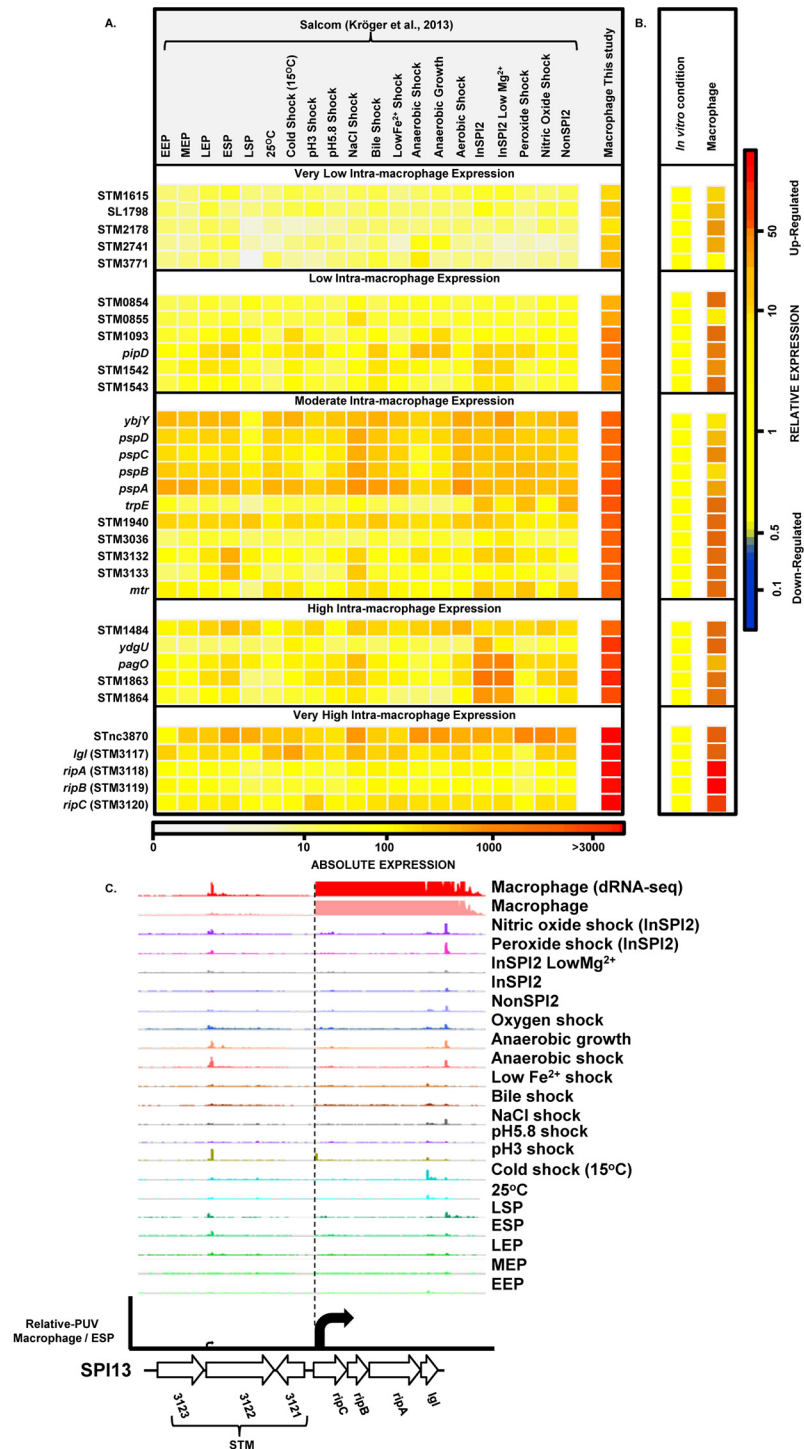 A.
Salcom (Kröger et al., 2013)
B.
EEP
MEP
LEP
ESP
LSP
25ᴼC
Cold Shock (15ᴼC)
pH3 Shock
pH5.8 Shock
NaCl Shock
Bile Shock
LowFe²⁺ Shock
Anaerobic Shock
Anaerobic Growth
Aerobic Shock
InSPI2
InSPI2 Low Mg²⁺
Peroxide Shock
Nitric Oxide Shock
NonSPI2
Macrophage This study
In vitro condition
Macrophage
Very Low Intra-macrophage Expression
STM1615
SL1798
STM2178
STM2741
STM3771
Low Intra-macrophage Expression
STM0854
STM0855
STM1093
pipD
STM1542
STM1543
Moderate Intra-macrophage Expression
ybjY
pspD
pspC
pspB
pspA
trpE
STM1940
STM3036
STM3132
STM3133
mtr
High Intra-macrophage Expression
STM1484
ydgU
pagO
STM1863
STM1864
Very High Intra-macrophage Expression
STnc3870
lgl (STM3117)
ripA (STM3118)
ripB (STM3119)
ripC (STM3120)
50
10
1
0.5
0.1
Up-Regulated
RELATIVE EXPRESSION
Down-Regulated
0
10
100
1000
>3000
ABSOLUTE EXPRESSION
C.
Macrophage (dRNA-seq)
Macrophage
Nitric oxide shock (InSPI2)
Peroxide shock (InSPI2)
InSPI2 LowMg²⁺
InSPI2
NonSPI2
Oxygen shock
Anaerobic growth
Anaerobic shock
Low Fe²⁺ shock
Bile shock
NaCl shock
pH5.8 shock
pH3 shock
Cold shock (15ᴼC)
25ᴼC
LSP
ESP
LEP
MEP
EEP
Relative-PUV
Macrophage / ESP
SPI13
3123
3122
3121
ripC
ripB
ripA
lgl
STM